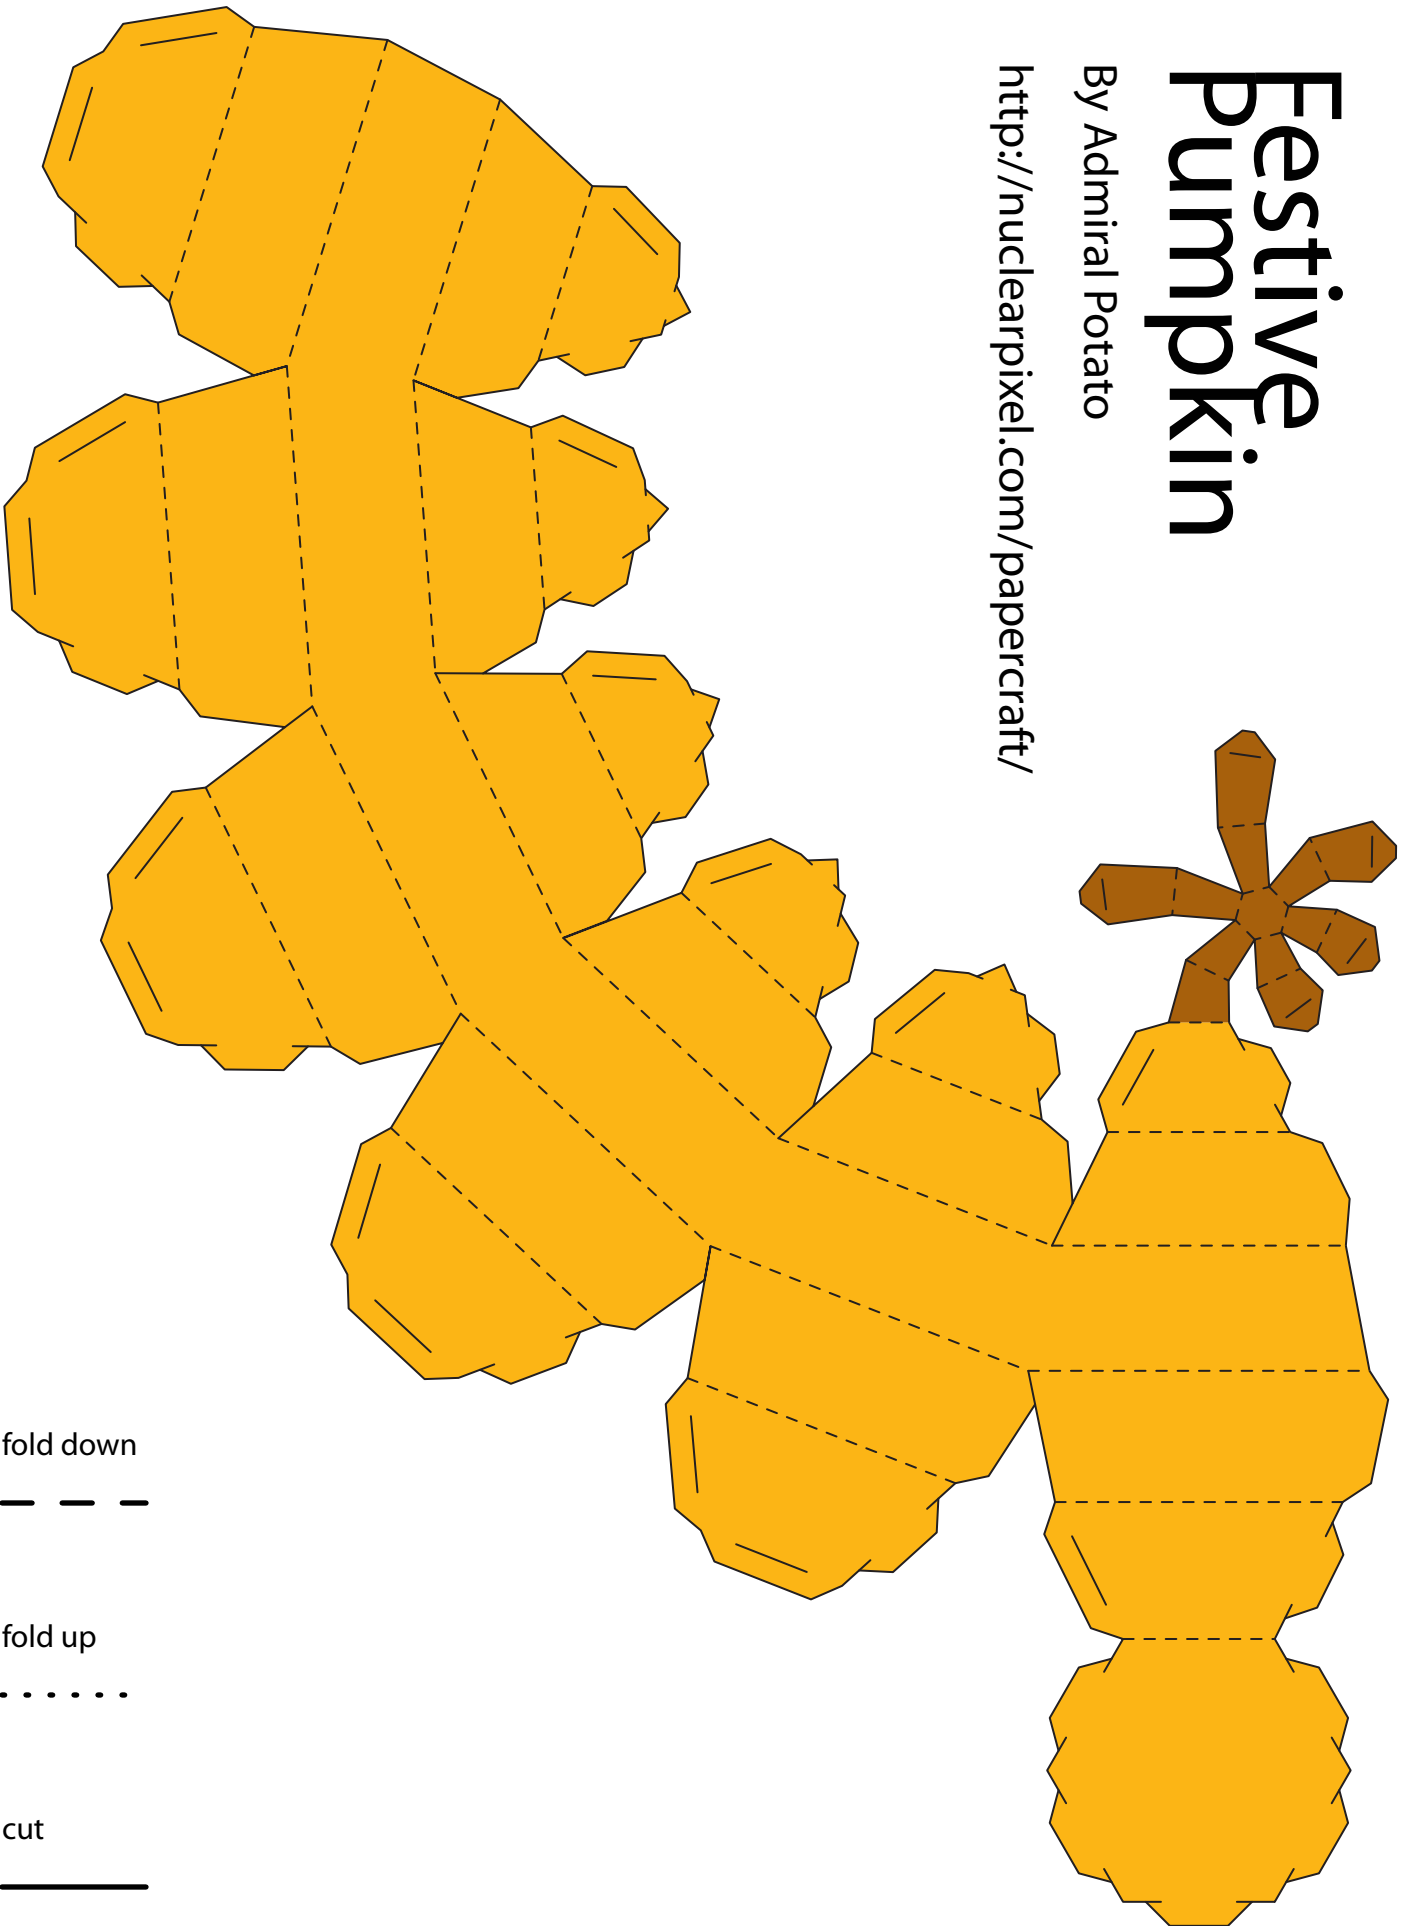 Festive
Pumpkin
By Admiral Potato
http://nuclearpixel.com/papercraft/
fold down
fold up
cut